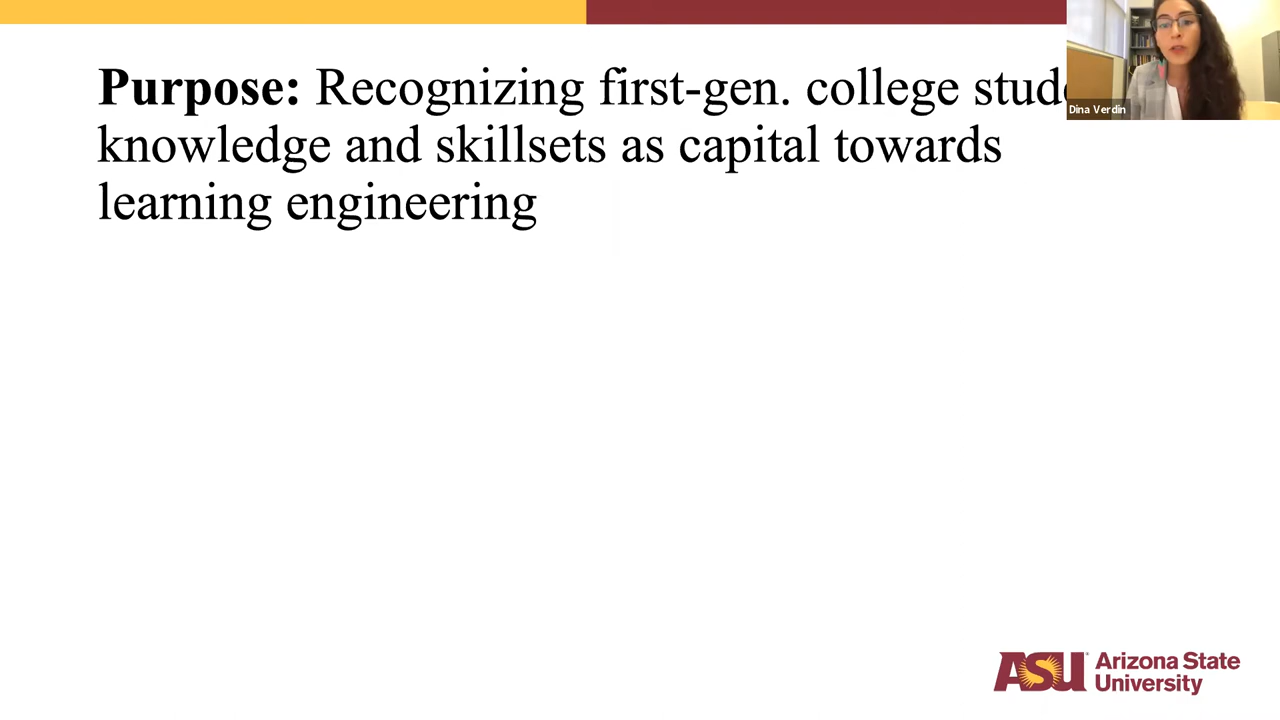 Purpose: Recognizing first-gen. college
Dina Verdin
knowledge and skillsets as capital towards
learning engineering
ASU Arizona State
University